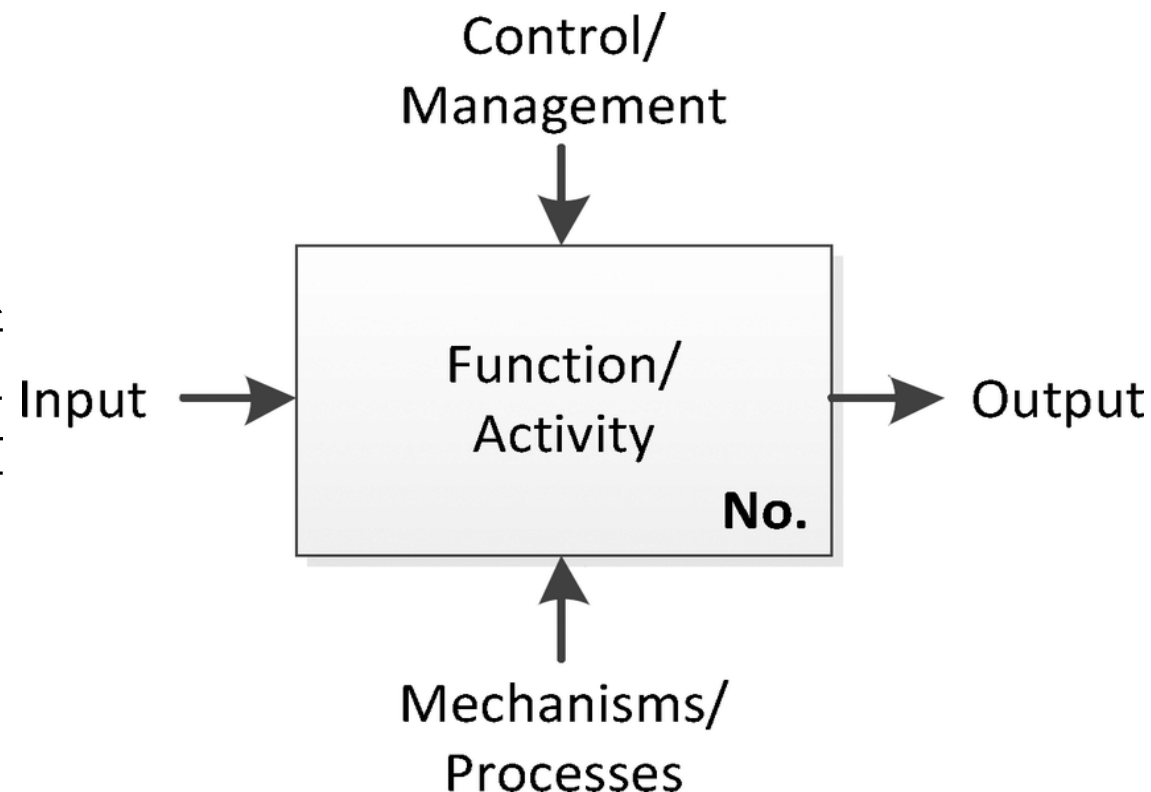 Control/
Management
Function/
Activity
Input
Output
No.
Mechanisms/
Processes